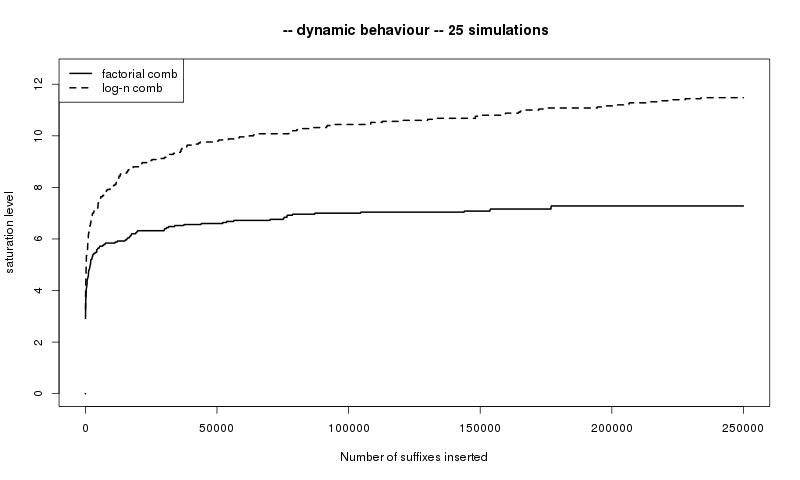 -- dynamic behaviour -- 25 simulations
factorial comb
log-n comb
saturation level
12
10
8
6
4
2
0
0 50000 100000 150000 200000 250000
Number of suffixes inserted